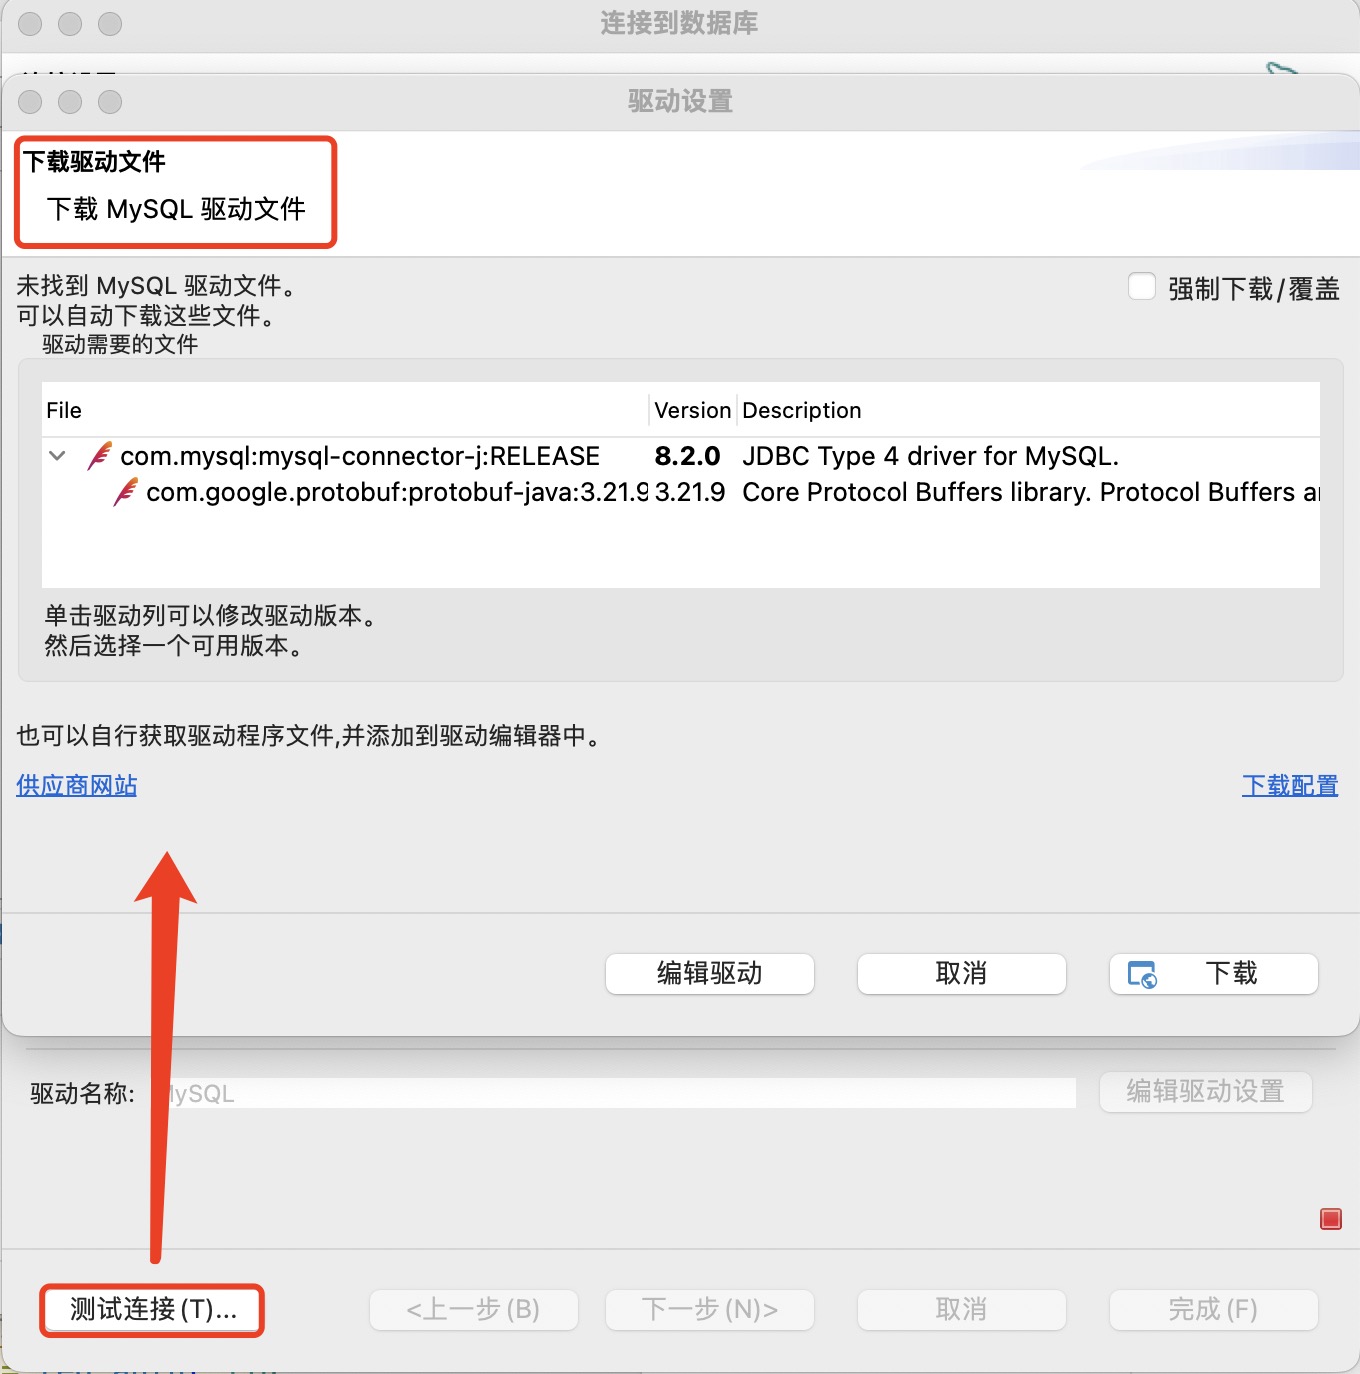 连接到数据库
驱动设置
下载驱动文件
下载 MySQL 驱动文件
未找到 MySQL 驱动文件。
可以自动下载这些文件。
强制下载/覆盖
驱动需要的文件
File Version Description
com.mysql:mysql-connector-j:RELEASE 8.2.0 JDBC Type 4 driver for MySQL.
com.google.protobuf:protobuf-java:3.21.9 3.21.9 Core Protocol Buffers library. Protocol Buffers
单击驱动列可以修改驱动版本。
然后选择一个可用版本。
也可以自行获取驱动程序文件,并添加到驱动编辑器中。
供应商网站 下载配置
编辑驱动 取消 下载
驱动名称: MySQL 编辑驱动设置
测试连接(T)... <上一步(B) 下一步(N)> 取消 完成(F)